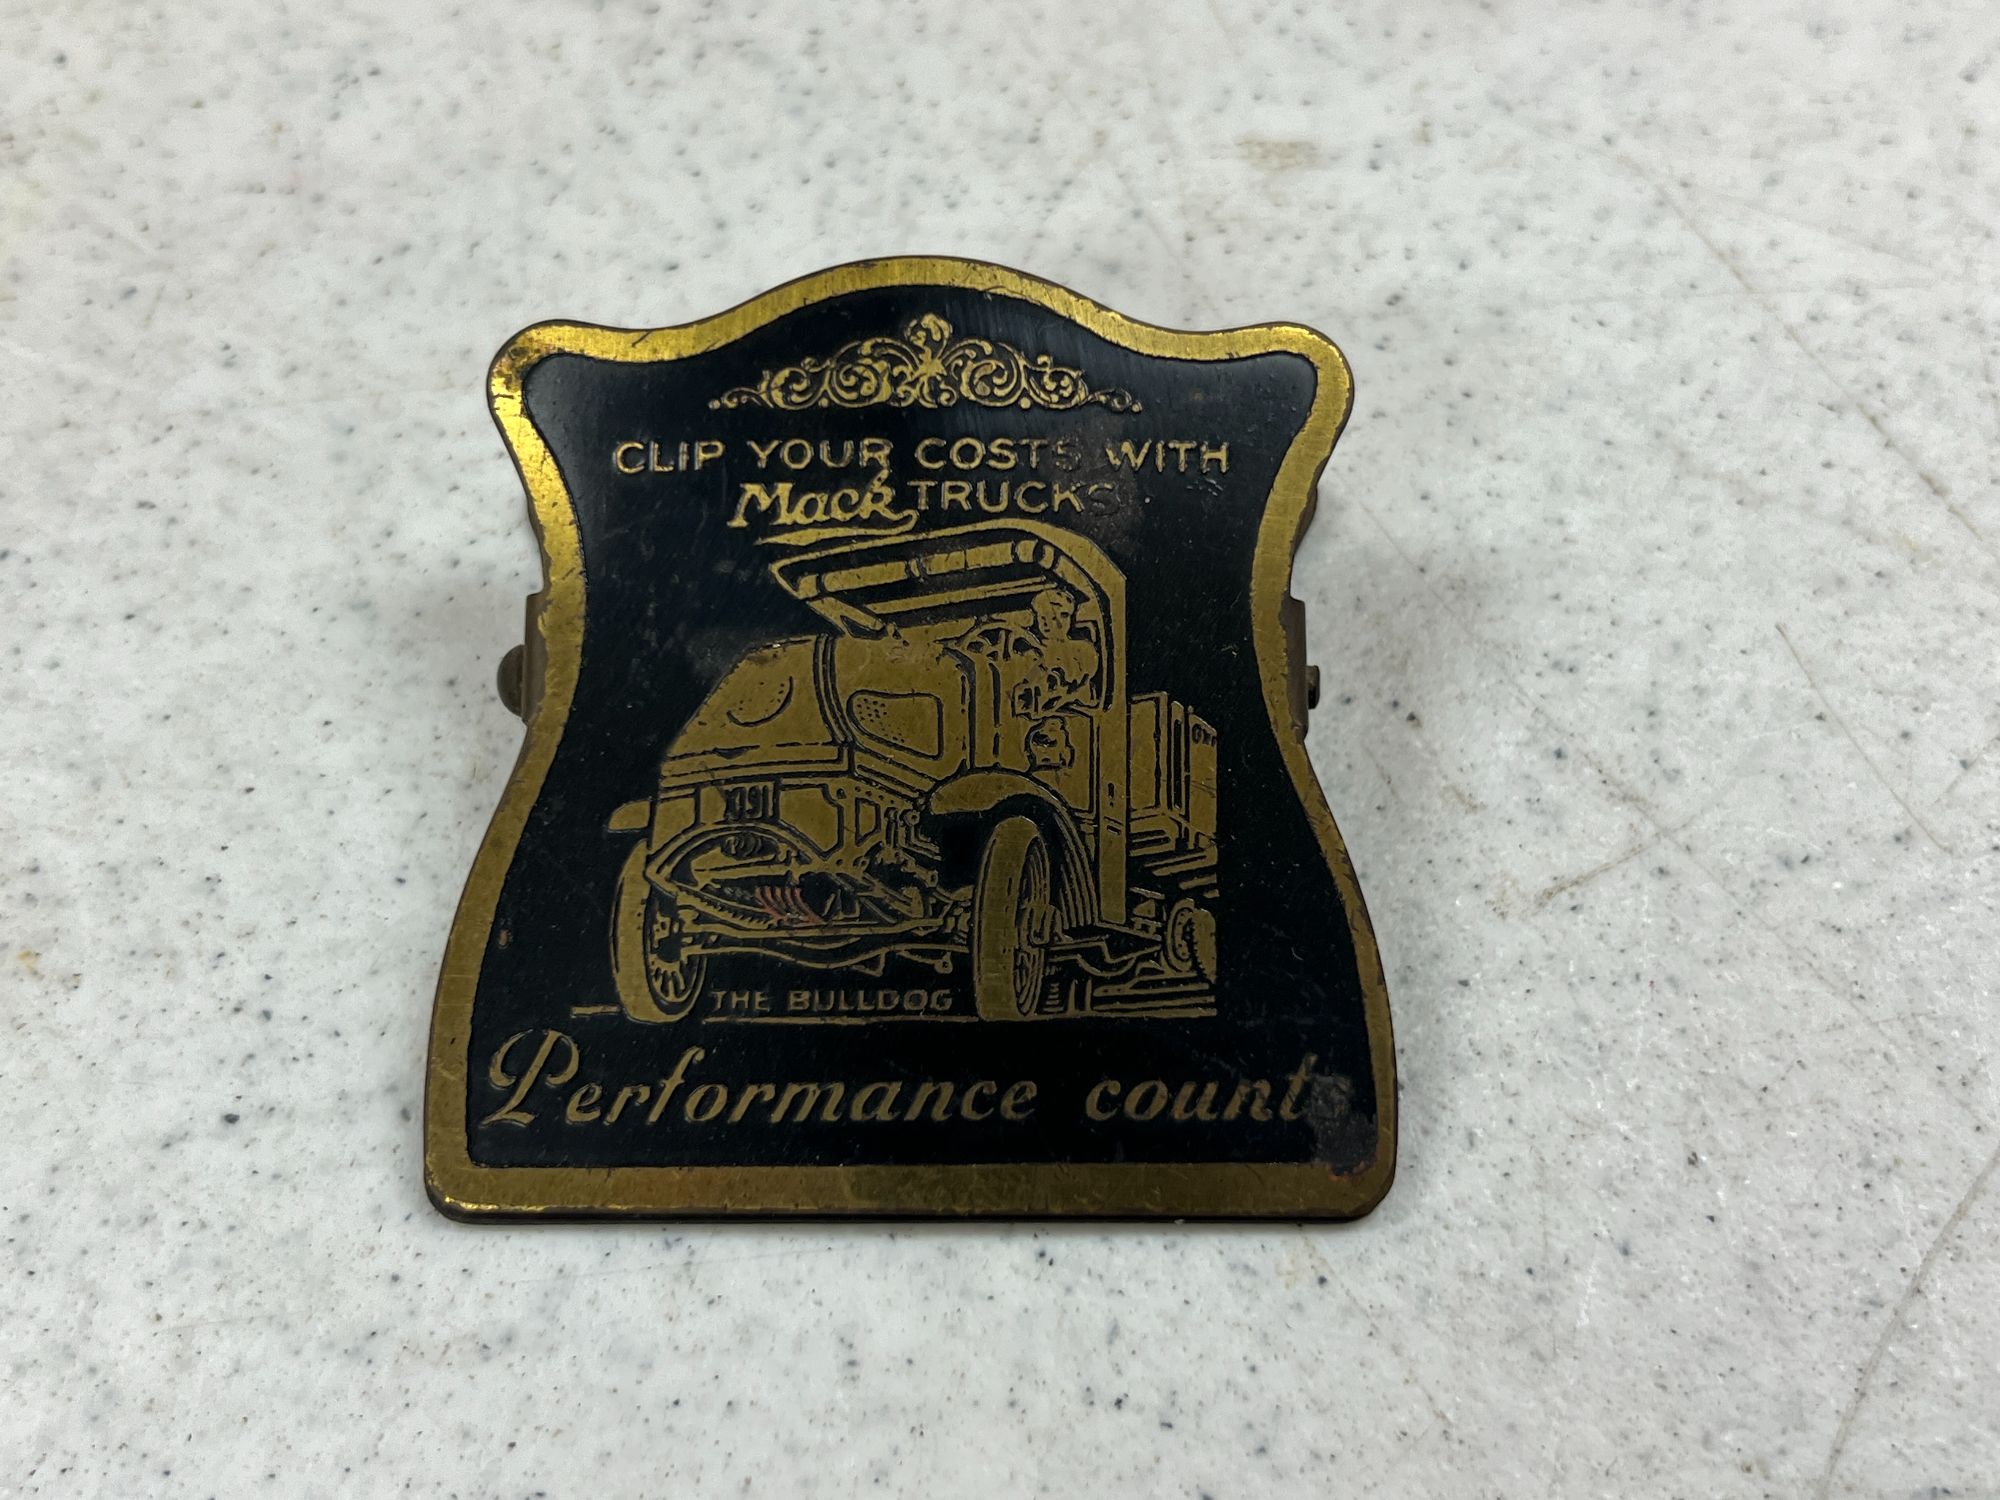 CLIP YOUR COSTS WITH
Mack TRUCKS
THE BULLDOG
Performance counts